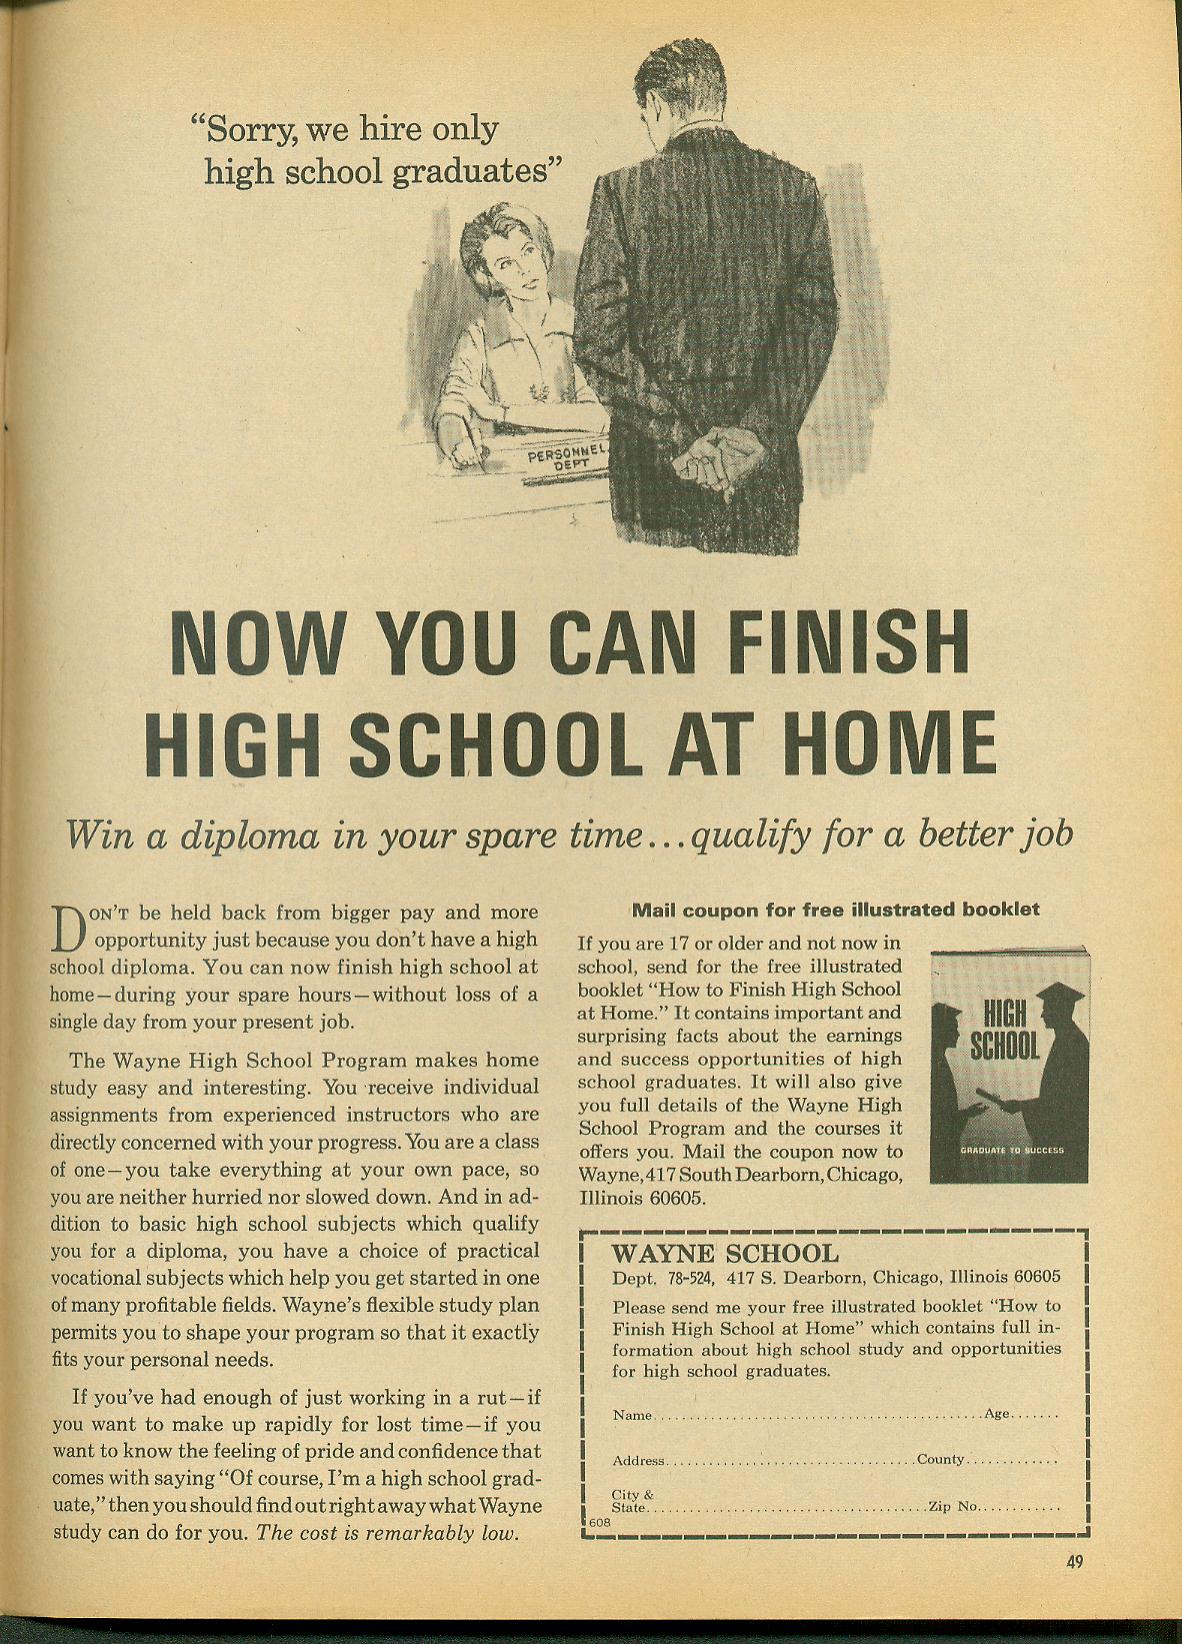 “Sorry, we hire only
high school graduates”
PERSONNEL
DEPT
NOW YOU CAN FINISH
HIGH SCHOOL AT HOME
Win a diploma in your spare time...qualify for a better job
DON’T be held back from bigger pay and more
opportunity just because you don’t have a high
school diploma. You can now finish high school at
home—during your spare hours—without loss of a
single day from your present job.
The Wayne High School Program makes home
study easy and interesting. You receive individual
assignments from experienced instructors who are
directly concerned with your progress. You are a class
of one—you take everything at your own pace, so
you are neither hurried nor slowed down. And in ad-
dition to basic high school subjects which qualify
you for a diploma, you have a choice of practical
vocational subjects which help you get started in one
of many profitable fields. Wayne’s flexible study plan
permits you to shape your program so that it exactly
fits your personal needs.
If you’ve had enough of just working in a rut—if
you want to make up rapidly for lost time—if you
want to know the feeling of pride and confidence that
comes with saying “Of course, I’m a high school grad-
uate,” then you should find out right away what Wayne
study can do for you. The cost is remarkably low.
Mail coupon for free illustrated booklet
If you are 17 or older and not now in
school, send for the free illustrated
booklet “How to Finish High School
at Home.” It contains important and
surprising facts about the earnings
and success opportunities of high
school graduates. It will also give
you full details of the Wayne High
School Program and the courses it
offers you. Mail the coupon now to
Wayne, 417 South Dearborn, Chicago,
Illinois 60605.
HIGH
SCHOOL
GRADUATE TO SUCCESS
WAYNE SCHOOL
Dept. 78-524, 417 S. Dearborn, Chicago, Illinois 60605
Please send me your free illustrated booklet “How to
Finish High School at Home” which contains full in-
formation about high school study and opportunities
for high school graduates.
Name..............................................Age.......
Address...................................County.............
City &
State.......................................Zip No............
608
49